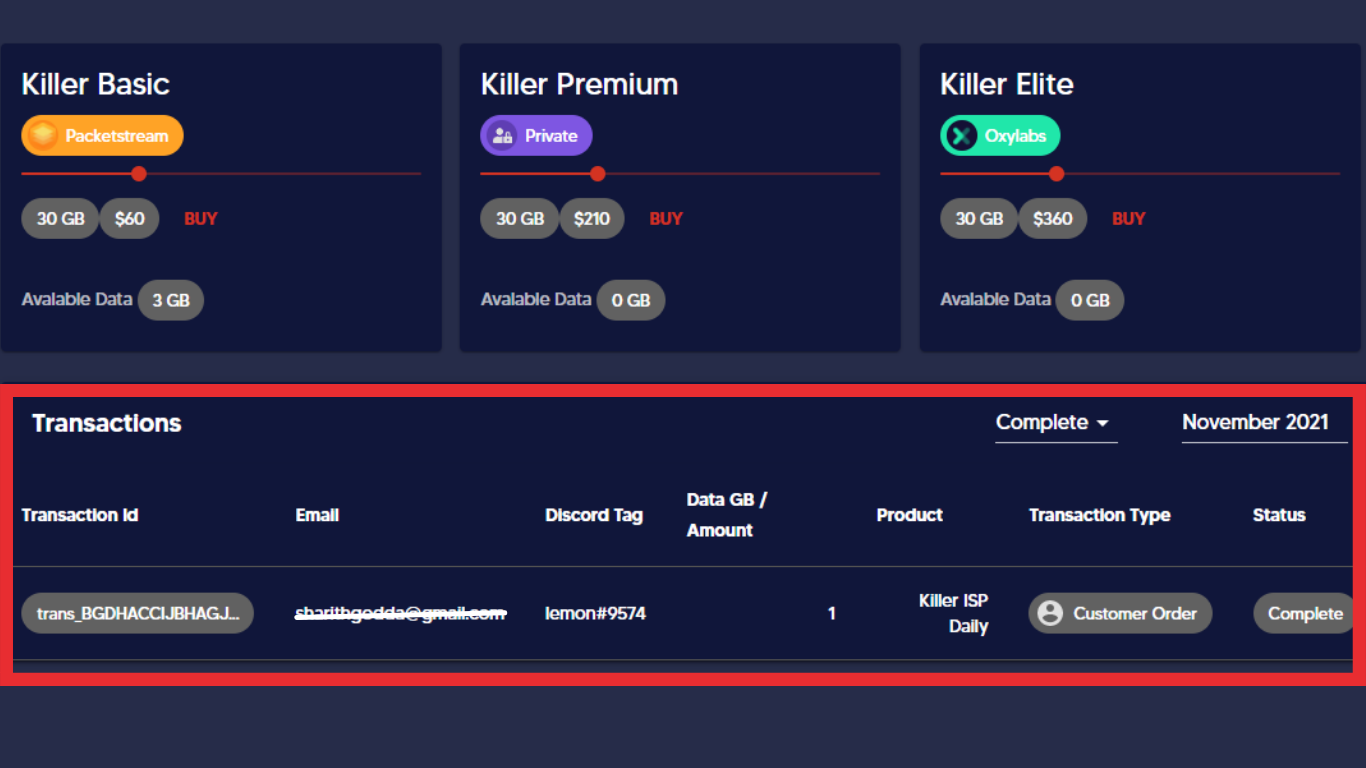 Killer Basic
Packetstream
30 GB $60 BUY
Avalable Data 3 GB
Killer Premium
Private
30 GB $210 BUY
Avalable Data 0 GB
Killer Elite
Oxylabs
30 GB $360 BUY
Avalable Data 0 GB
Transactions Complete November 2021
Transaction Id Email Discord Tag Data GB / Amount Product Transaction Type Status
trans_BGDHACCIJBHAGJ... lemon#9574 1 Killer ISP Daily Customer Order Complete